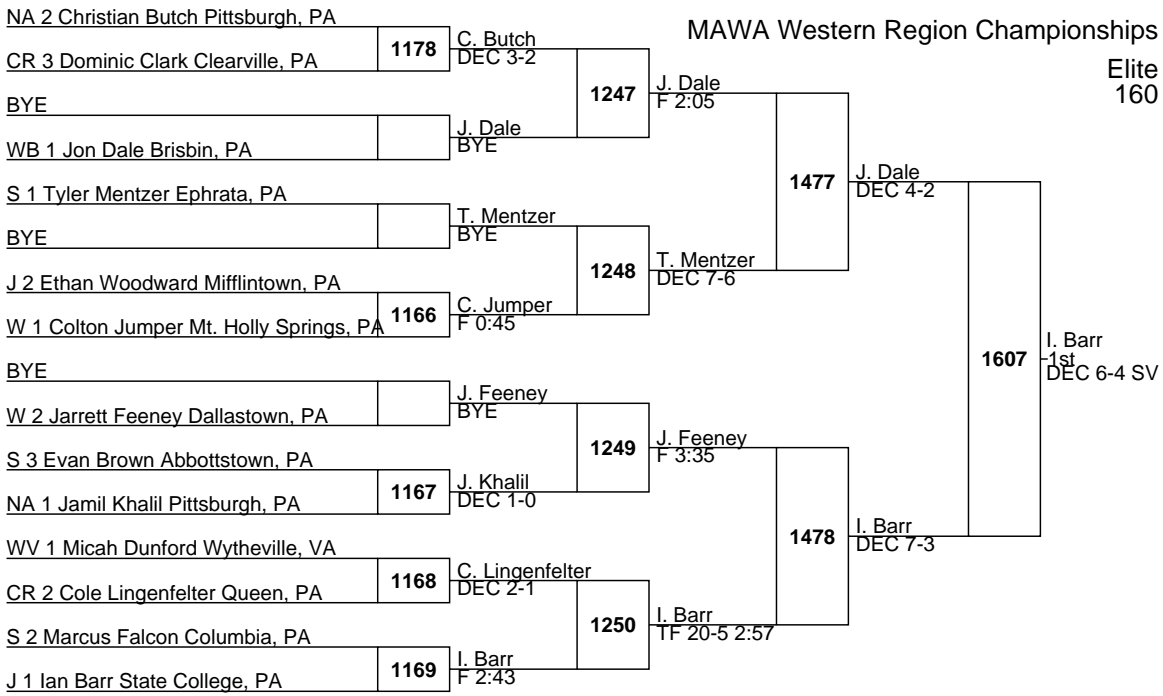 MAWA Western Region Championships
Elite
160
NA 2 Christian Butch Pittsburgh, PA
CR 3 Dominic Clark Clearville, PA
BYE
WB 1 Jon Dale Brisbin, PA
S 1 Tyler Mentzer Ephrata, PA
BYE
J 2 Ethan Woodward Mifflintown, PA
W 1 Colton Jumper Mt. Holly Springs, PA
BYE
W 2 Jarrett Feeney Dallastown, PA
S 3 Evan Brown Abbottstown, PA
NA 1 Jamil Khalil Pittsburgh, PA
WV 1 Micah Dunford Wytheville, VA
CR 2 Cole Lingenfelter Queen, PA
S 2 Marcus Falcon Columbia, PA
J 1 Ian Barr State College, PA
1178
1166
1167
1168
1169
C. Butch
DEC 3-2
J. Dale
BYE
T. Mentzer
BYE
C. Jumper
F 0:45
J. Feeney
BYE
J. Khalil
DEC 1-0
C. Lingenfelter
DEC 2-1
I. Barr
F 2:43
1247
1248
1249
1250
J. Dale
F 2:05
T. Mentzer
DEC 7-6
J. Feeney
F 3:35
I. Barr
TF 20-5 2:57
1477
1478
J. Dale
DEC 4-2
I. Barr
DEC 7-3
1607
I. Barr
1st
DEC 6-4 SV